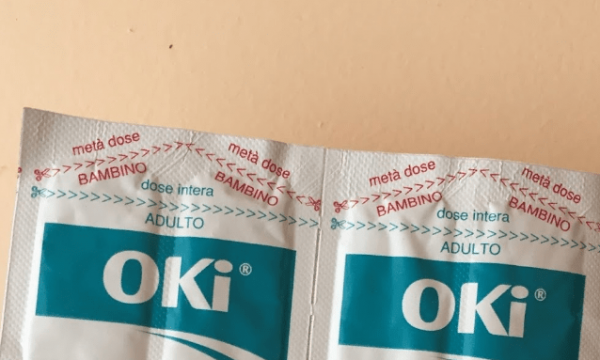 metà dose metà dose
BAMBINO BAMBINO
dose intera
ADULTO
OKi®
metà dose metà dose
BAMBINO BAMBINO
dose intera
ADULTO
OKi®